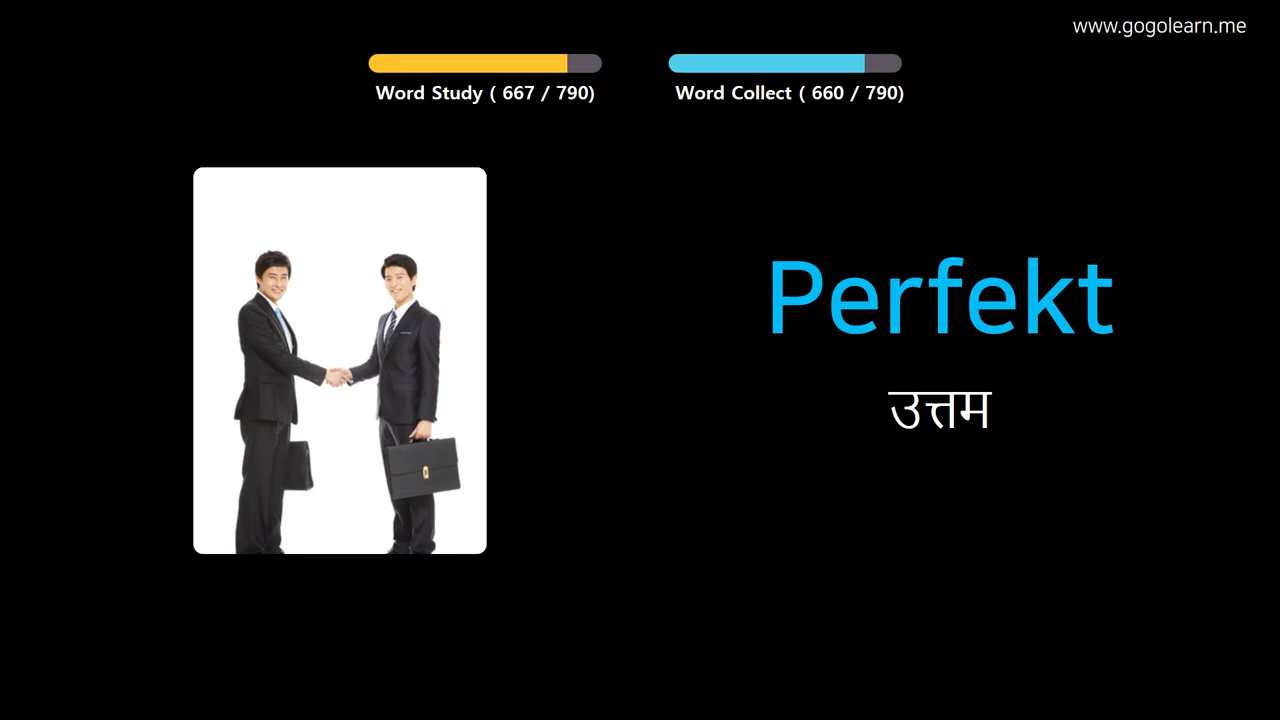 www.gogolearn.me
Word Study ( 667 / 790)
Word Collect ( 660 / 790)
Perfekt
उत्तम